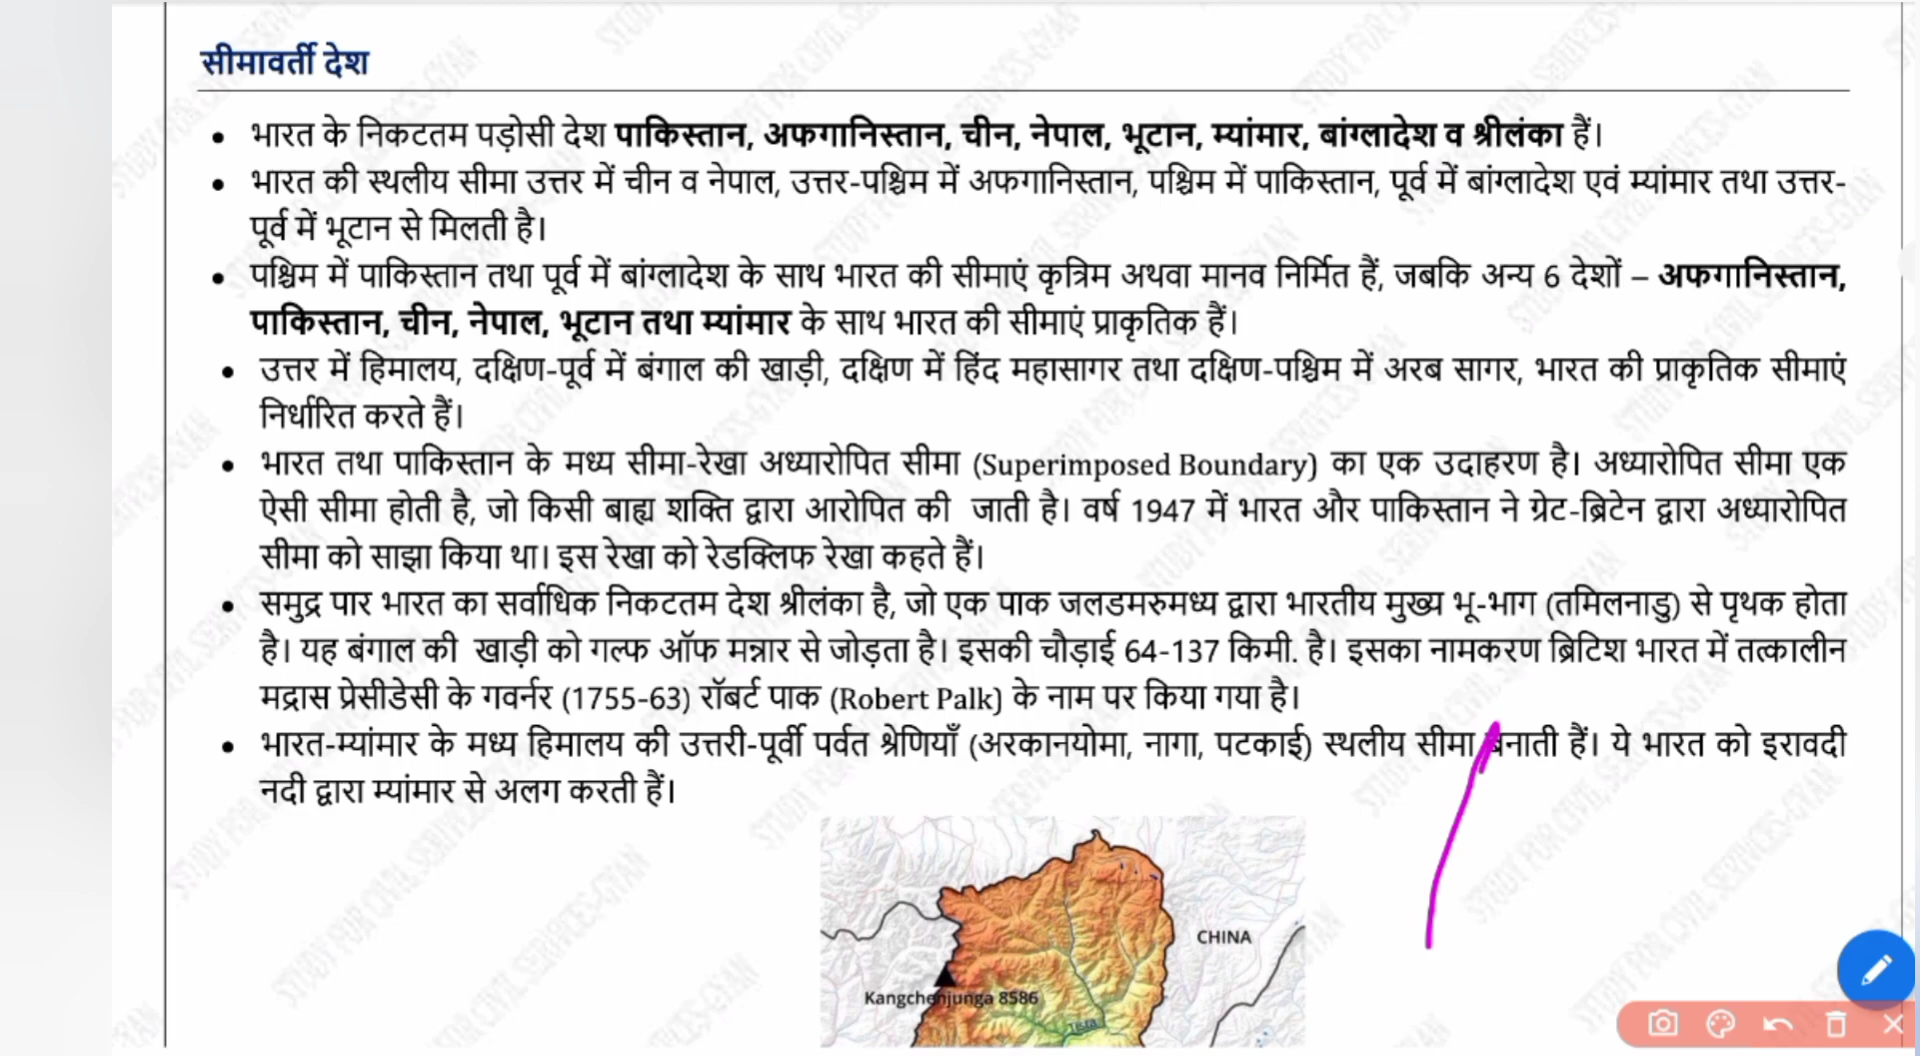 सीमावर्ती देश
• भारत के निकटतम पड़ोसी देश पाकिस्तान, अफगानिस्तान, चीन, नेपाल, भूटान, म्यांमार, बांग्लादेश व श्रीलंका हैं।
• भारत की स्थलीय सीमा उत्तर में चीन व नेपाल, उत्तर-पश्चिम में अफगानिस्तान, पश्चिम में पाकिस्तान, पूर्व में बांग्लादेश एवं म्यांमार तथा उत्तर-
पूर्व में भूटान से मिलती है।
• पश्चिम में पाकिस्तान तथा पूर्व में बांग्लादेश के साथ भारत की सीमाएं कृत्रिम अथवा मानव निर्मित हैं, जबकि अन्य 6 देशों – अफगानिस्तान,
पाकिस्तान, चीन, नेपाल, भूटान तथा म्यांमार के साथ भारत की सीमाएं प्राकृतिक हैं।
• उत्तर में हिमालय, दक्षिण-पूर्व में बंगाल की खाड़ी, दक्षिण में हिंद महासागर तथा दक्षिण-पश्चिम में अरब सागर, भारत की प्राकृतिक सीमाएं
निर्धारित करते हैं।
• भारत तथा पाकिस्तान के मध्य सीमा-रेखा अध्यारोपित सीमा (Superimposed Boundary) का एक उदाहरण है। अध्यारोपित सीमा एक
ऐसी सीमा होती है, जो किसी बाह्य शक्ति द्वारा आरोपित की जाती है। वर्ष 1947 में भारत और पाकिस्तान ने ग्रेट-ब्रिटेन द्वारा अध्यारोपित
सीमा को साझा किया था। इस रेखा को रेडक्लिफ रेखा कहते हैं।
• समुद्र पार भारत का सर्वाधिक निकटतम देश श्रीलंका है, जो एक पाक जलडमरुमध्य द्वारा भारतीय मुख्य भू-भाग (तमिलनाडु) से पृथक होता
है। यह बंगाल की खाड़ी को गल्फ ऑफ मन्नार से जोड़ता है। इसकी चौड़ाई 64-137 किमी. है। इसका नामकरण ब्रिटिश भारत में तत्कालीन
मद्रास प्रेसीडेसी के गवर्नर (1755-63) रॉबर्ट पाक (Robert Palk) के नाम पर किया गया है।
• भारत-म्यांमार के मध्य हिमालय की उत्तरी-पूर्वी पर्वत श्रेणियाँ (अरकानयोमा, नागा, पटकाई) स्थलीय सीमा बनाती हैं। ये भारत को इरावदी
नदी द्वारा म्यांमार से अलग करती हैं।
CHINA
Kangchenjunga 8586
Tista